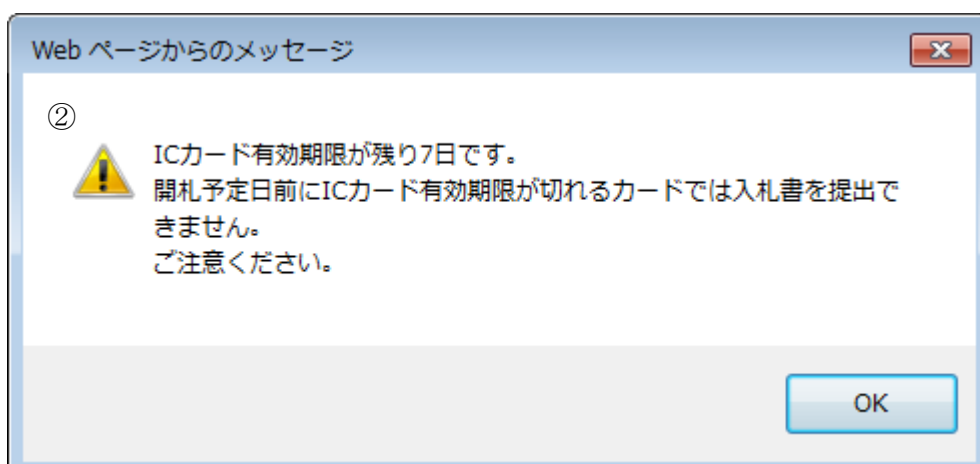 Web ページからのメッセージ
②
ICカード有効期限が残り7日です。
開札予定日前にICカード有効期限が切れるカードでは入札書を提出で
きません。
ご注意ください。
OK